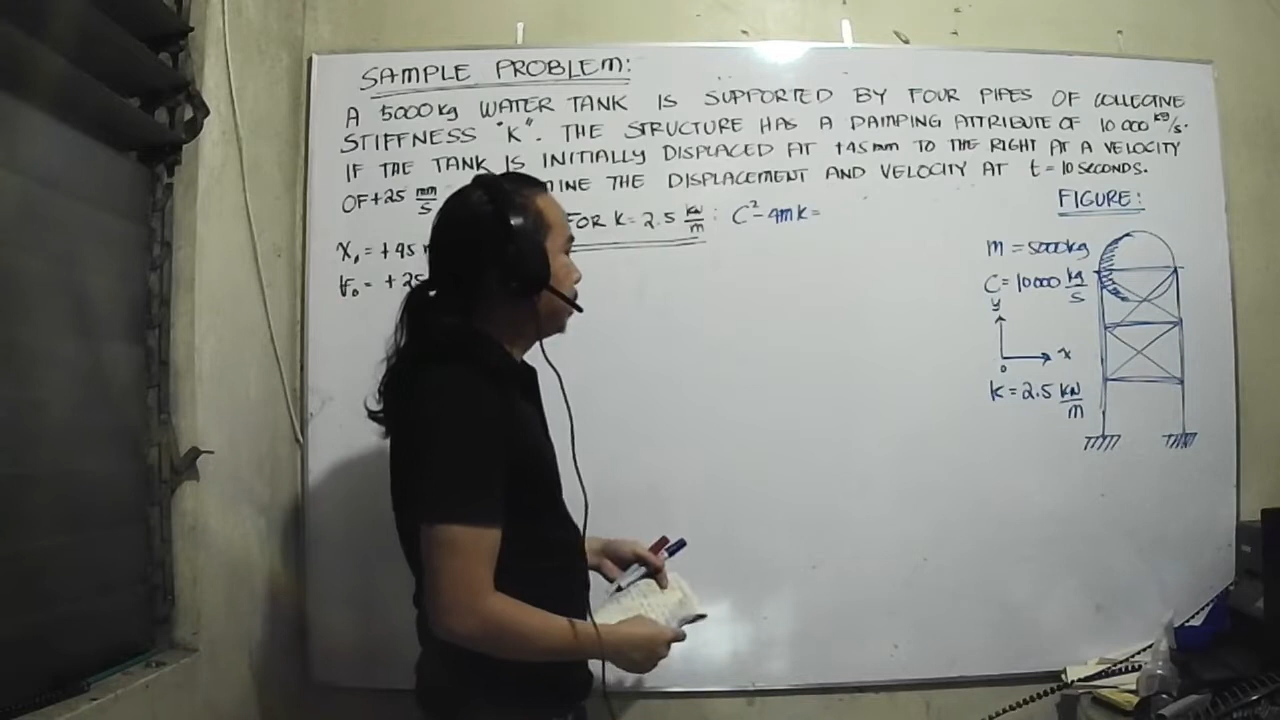 SAMPLE PROBLEM:
A 5000kg WATER TANK IS SUPPORTED BY FOUR PIPES OF COLLECTIVE
STIFFNESS "K". THE STRUCTURE HAS A DAMPING ATTRIBUTE OF 10 000 kg/s.
IF THE TANK IS INITIALLY DISPLACED AT +45mm TO THE RIGHT AT A VELOCITY
OF +25 mm/s MINE THE DISPLACEMENT AND VELOCITY AT t = 10 SECONDS.
FOR K = 2.5 kN/m : C² - 4mk =
x₀ = +45
v₀ = +25
FIGURE:
m = 5000kg
C = 10000 kg/s
y
x
0
k = 2.5 kN/m